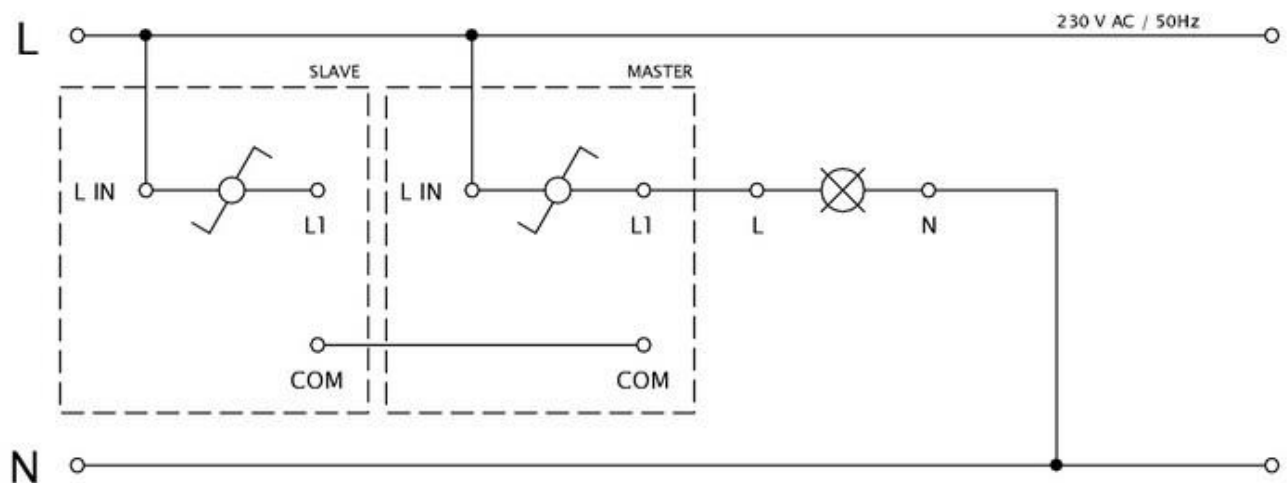 L
230 V AC / 50Hz
SLAVE
MASTER
L IN
L1
L IN
L1
L
N
COM
COM
N